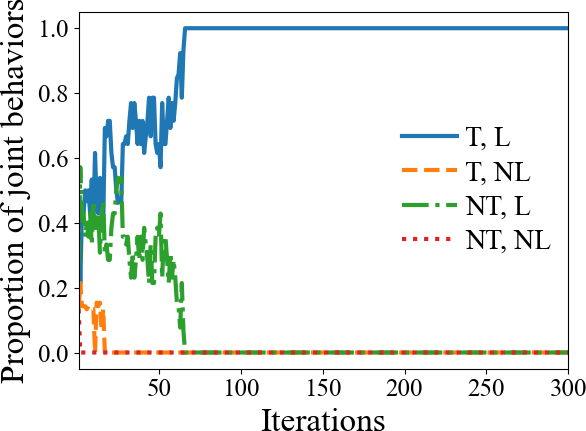 Proportion of joint behaviors
1.0
0.8
0.6
0.4
0.2
0.0
T, L
T, NL
NT, L
NT, NL
50 100 150 200 250 300
Iterations